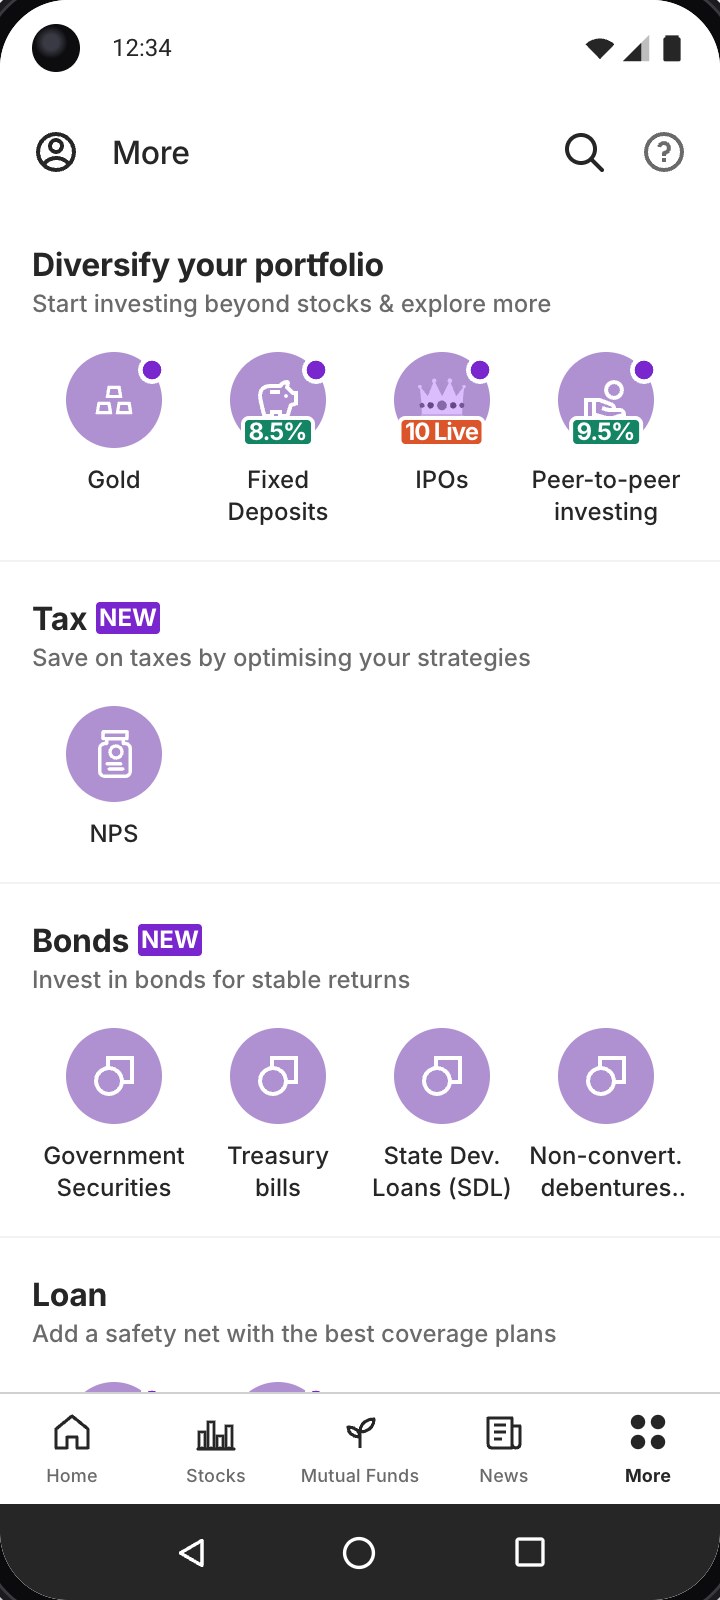 12:34
More
Diversify your portfolio
Start investing beyond stocks & explore more
8.5%
10 Live
9.5%
Gold
Fixed
Deposits
IPOs
Peer-to-peer
investing
Tax NEW
Save on taxes by optimising your strategies
NPS
Bonds NEW
Invest in bonds for stable returns
Government
Securities
Treasury
bills
State Dev.
Loans (SDL)
Non-convert.
debentures..
Loan
Add a safety net with the best coverage plans
Home
Stocks
Mutual Funds
News
More